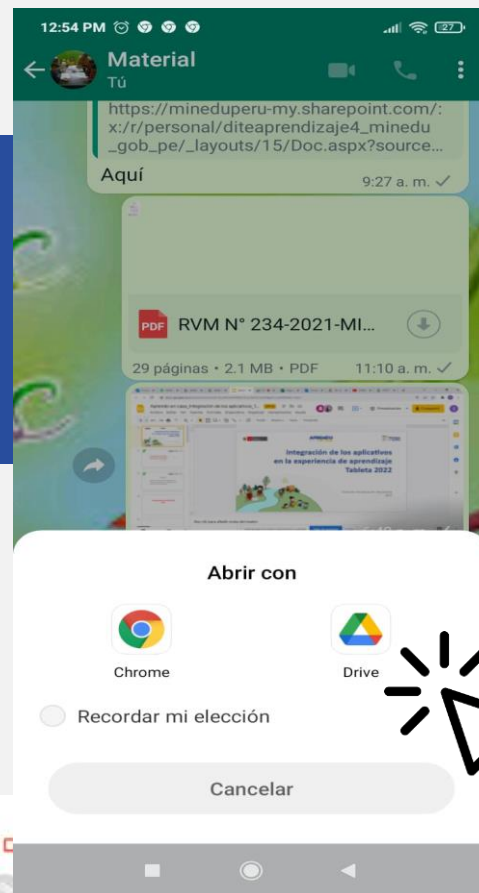 12:54 PM
27
Material
Tú
https://mineduperu-my.sharepoint.com/:
x:/r/personal/diteaprendizaje4_minedu
_gob_pe/_layouts/15/Doc.aspx?source...
Aquí
9:27 a. m.
PDF
RVM N° 234-2021-MI...
29 páginas • 2.1 MB • PDF
11:10 a. m.
Integración de los aplicativos
en la experiencia de aprendizaje
Tableta 2022
Abrir con
Chrome
Drive
Recordar mi elección
Cancelar